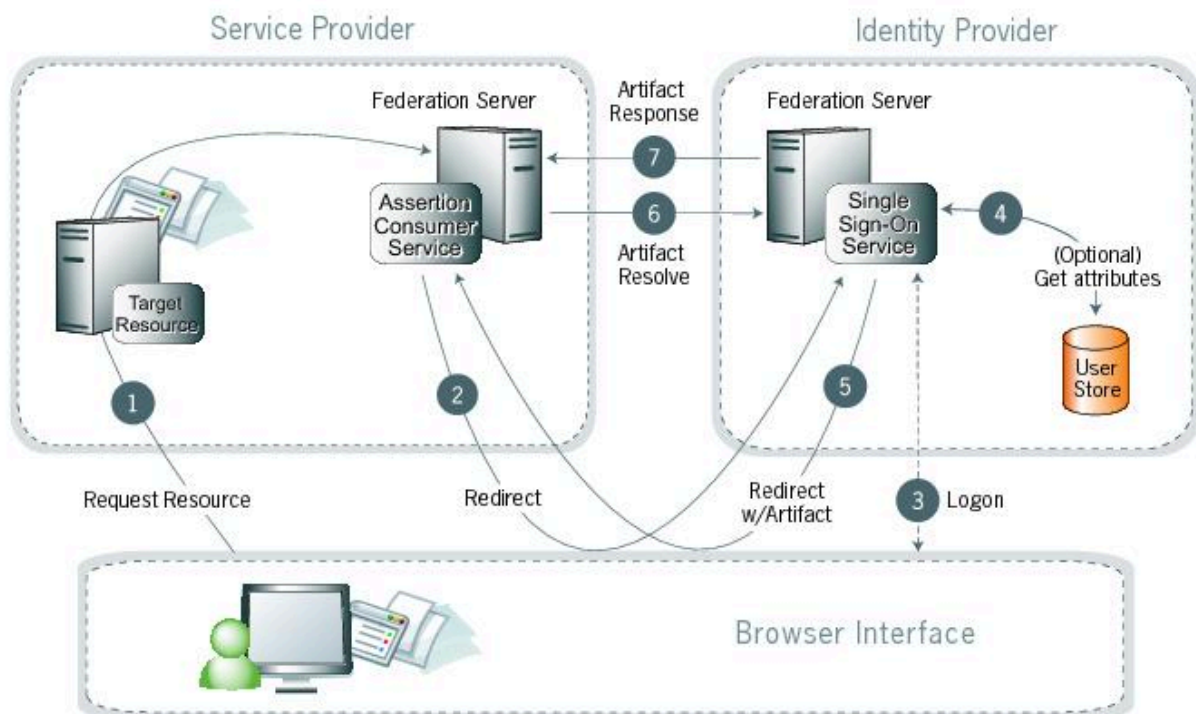 Service Provider
Identity Provider
Federation Server
Artifact
Response
Federation Server
7
Assertion
Consumer
Service
6
Artifact
Resolve
Single
Sign-On
Service
4
(Optional)
Get attributes
Target
Resource
User
Store
1
2
5
Request Resource
Redirect
Redirect
w/Artifact
3
Logon
Browser Interface